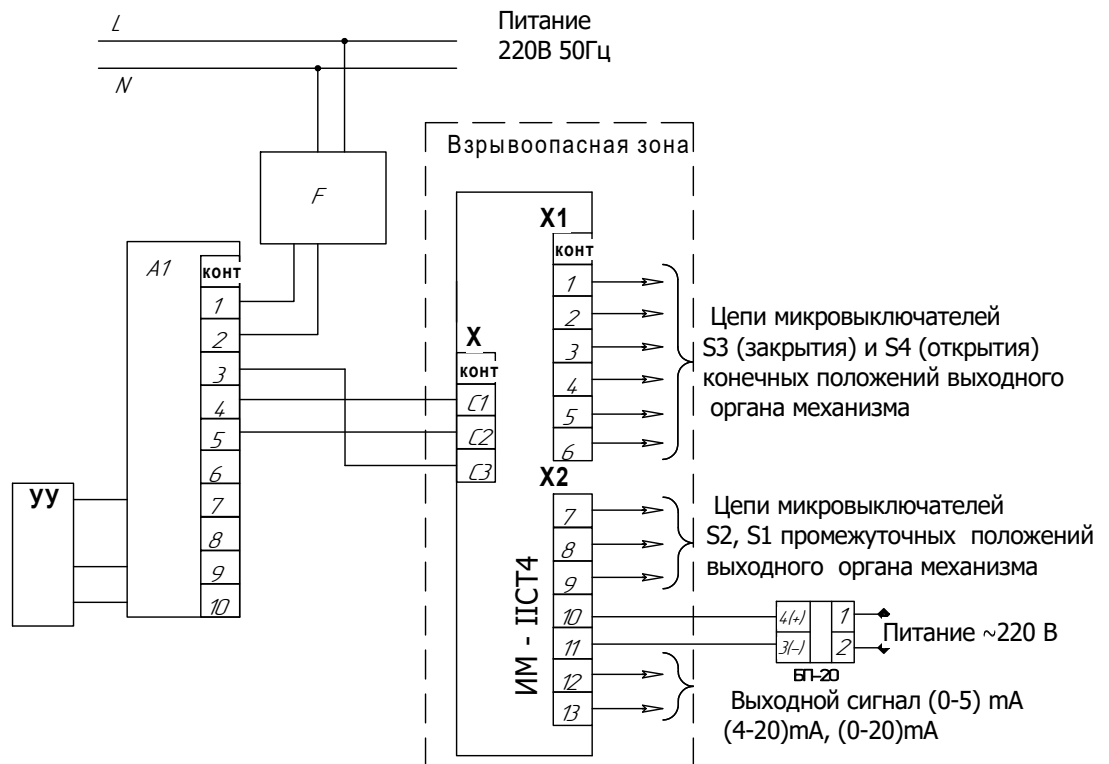 L
Питание
220В 50Гц
N
Взрывоопасная зона
F
X1
конт
1
2
3
4
5
6
Цепи микровыключателей
S3 (закрытия) и S4 (открытия)
конечных положений выходного
органа механизма
A1
конт
1
2
3
4
5
6
7
8
9
10
X
конт
C1
C2
C3
УУ
X2
7
8
9
10
11
12
13
Цепи микровыключателей
S2, S1 промежуточных положений
выходного органа механизма
ИМ - IIСТ4
4(+) 1
3(-) 2
БП-20
Питание ~220 В
Выходной сигнал (0-5) mA
(4-20)mA, (0-20)mA